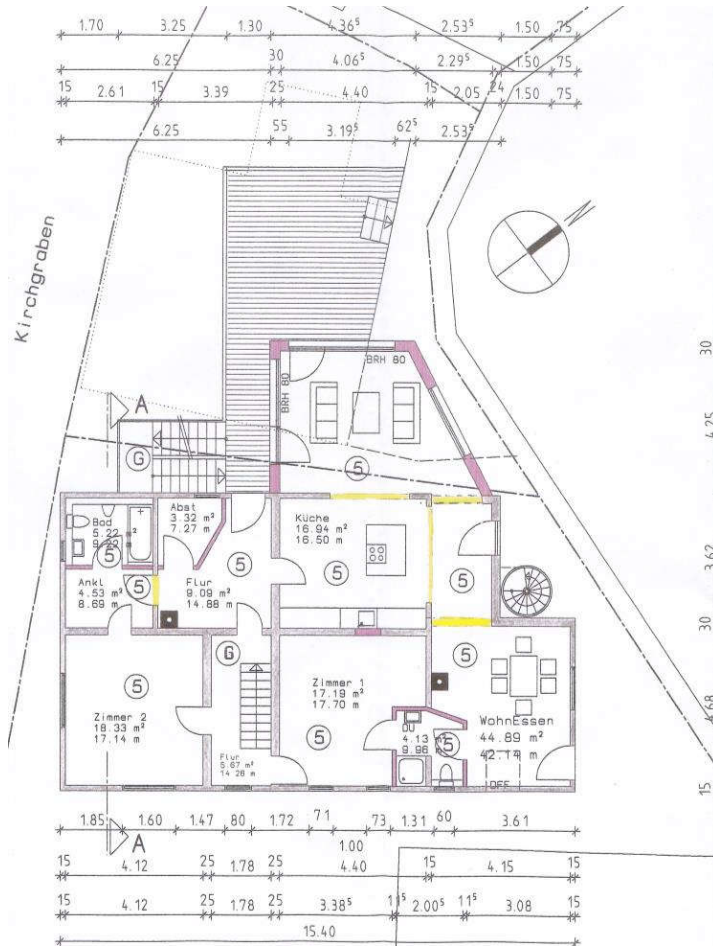 1.70 3.25 1.30 4.36⁵ 2.53⁵ 1.50 75
6.25 30 4.06⁵ 2.29⁵ 1.50 75
15 2.61 15 3.39 25 4.40 15 2.05 24 1.50 75
6.25 55 3.19⁵ 62⁵ 2.53⁵
Kirchgraben
N
BRH 80
BRH 80
A
G
5
30
4.25
3.62
30
4.68
15
Bad
5.22 m²
5
Abst
3.32 m²
7.27 m
Küche
16.94 m²
16.50 m
5
5
Ankl
4.53 m²
8.69 m
5
Flur
9.09 m²
14.88 m
5
G
5
Zimmer 2
18.33 m²
17.14 m
5
Zimmer 1
17.19 m²
17.70 m
5
Flur
5.67 m²
14.28 m
DU
4.13 m²
9.96 m
5
WohnEssen
44.89 m²
42.14 m
OFF
1.85 1.60 1.47 80 1.72 71 73 1.31 60 3.61
1.00
A
15 4.12 25 1.78 25 4.40 15 4.15 15
15 4.12 25 1.78 25 3.38⁵ 11⁵ 2.00⁵ 11⁵ 3.08 15
15.40